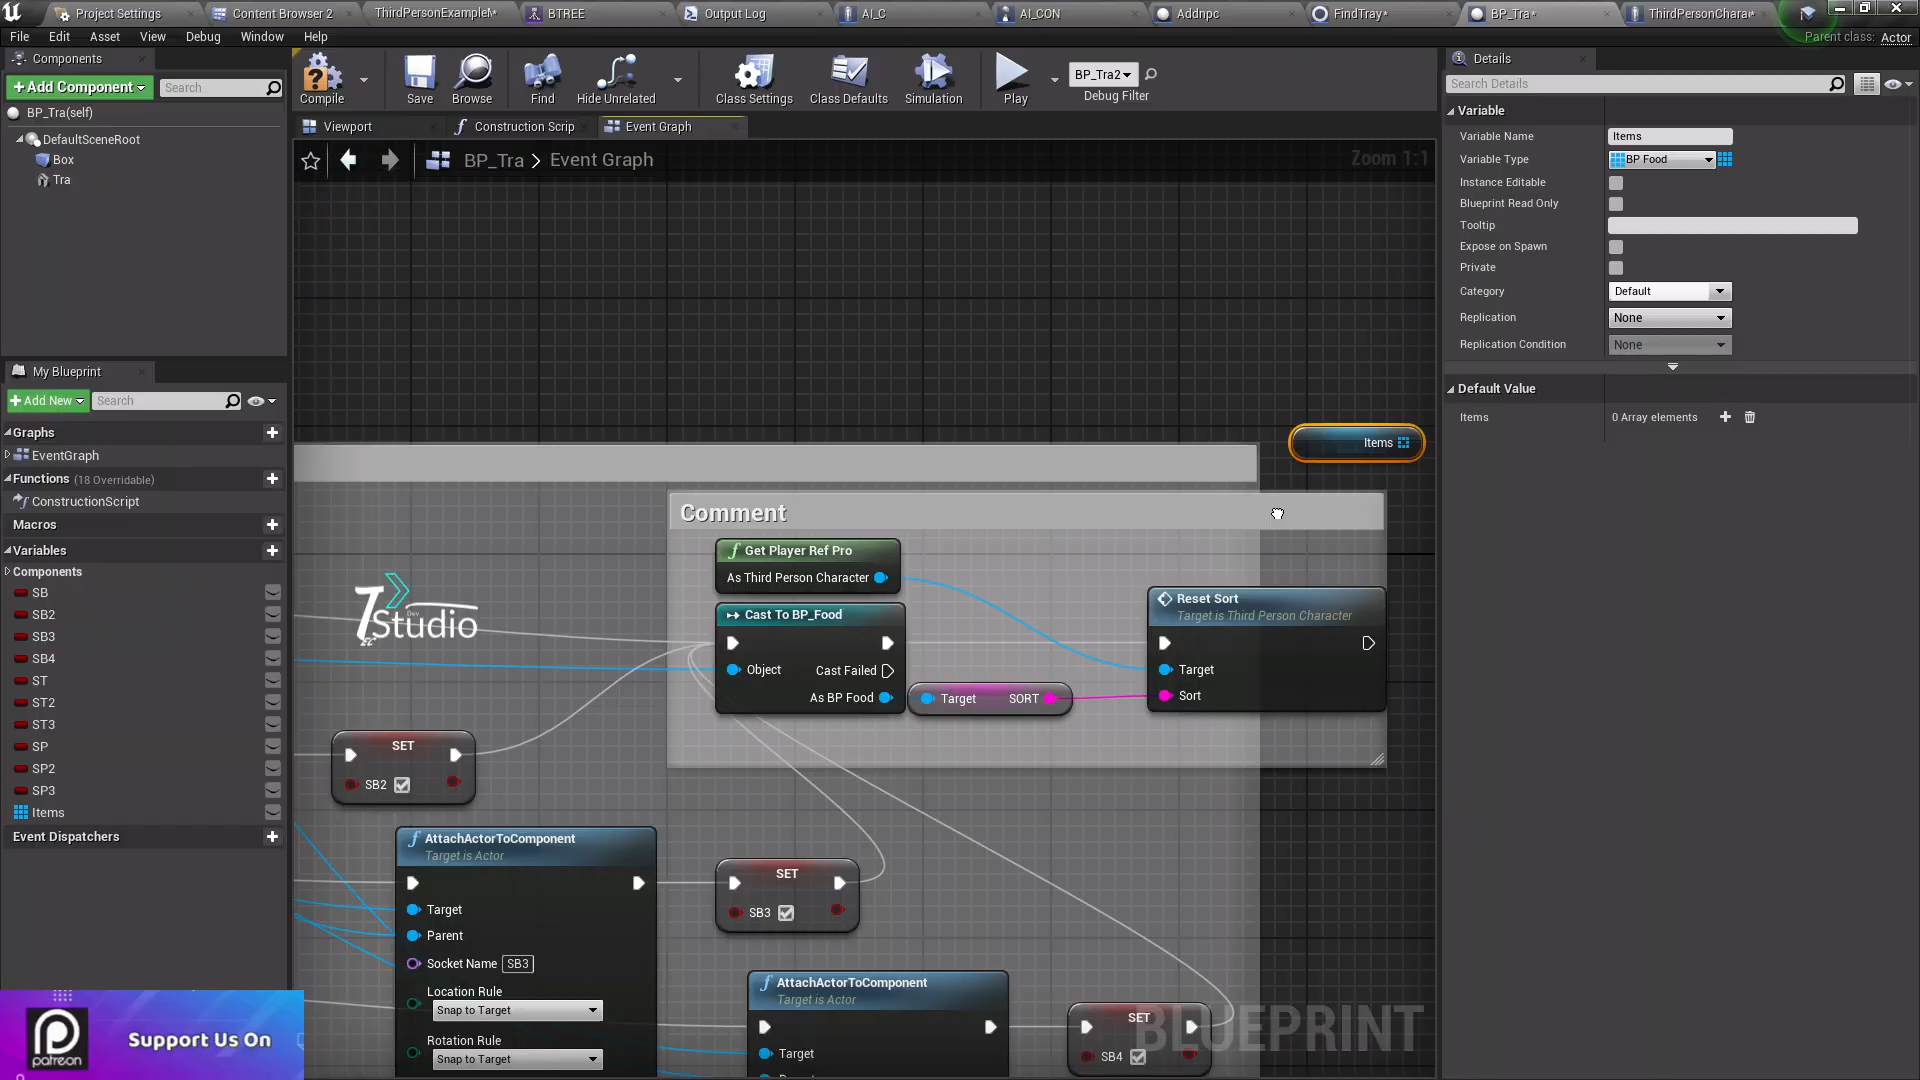 Project Settings
Content Browser 2
ThirdPersonExampleM*
BTREE
Output Log
AI_C
AI_CON
Addnpc
FindTray*
BP_Tra*
ThirdPersonChara*
File Edit Asset View Debug Window Help
Parent class: Actor
Components
+Add Component
Search
BP_Tra(self)
DefaultSceneRoot
Box
Tra
Compile
Save
Browse
Find
Hide Unrelated
Class Settings
Class Defaults
Simulation
Play
BP_Tra2
Debug Filter
Viewport
Construction Scrip
Event Graph
BP_Tra > Event Graph
Zoom 1:1
My Blueprint
+Add New
Search
Graphs
EventGraph
Functions (18 Overridable)
ConstructionScript
Macros
Variables
Components
SB
SB2
SB3
SB4
ST
ST2
ST3
SP
SP2
SP3
Items
Event Dispatchers
Items
Comment
Get Player Ref Pro
As Third Person Character
Cast To BP_Food
Object
Cast Failed
As BP Food
Target SORT
Reset Sort
Target is Third Person Character
Target
Sort
Studio
Dev
SET
SB2
AttachActorToComponent
Target is Actor
Target
Parent
Socket Name SB3
Location Rule
Snap to Target
Rotation Rule
Snap to Target
SET
SB3
AttachActorToComponent
Target is Actor
Target
SET
SB4
BLUEPRINT
patreon
Support Us On
Details
Search Details
Variable
Variable Name Items
Variable Type BP Food
Instance Editable
Blueprint Read Only
Tooltip
Expose on Spawn
Private
Category Default
Replication None
Replication Condition None
Default Value
Items 0 Array elements